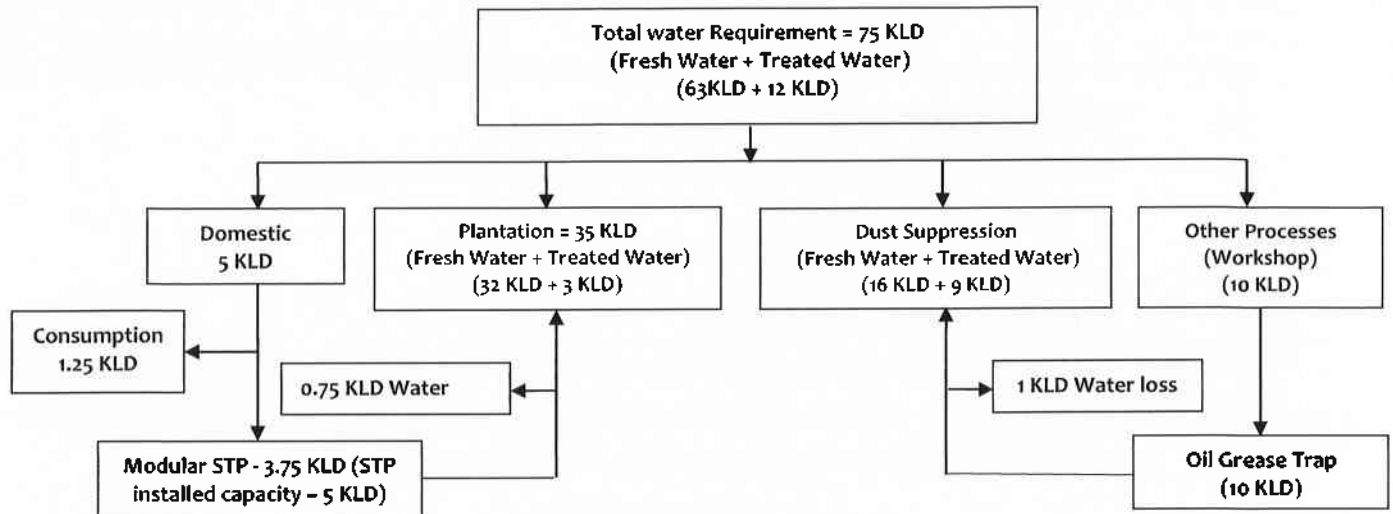 Total water Requirement = 75 KLD
(Fresh Water + Treated Water)
(63KLD + 12 KLD)
Domestic
5 KLD
Plantation = 35 KLD
(Fresh Water + Treated Water)
(32 KLD + 3 KLD)
Dust Suppression
(Fresh Water + Treated Water)
(16 KLD + 9 KLD)
Other Processes
(Workshop)
(10 KLD)
Consumption
1.25 KLD
0.75 KLD Water
1 KLD Water loss
Modular STP - 3.75 KLD (STP
installed capacity – 5 KLD)
Oil Grease Trap
(10 KLD)